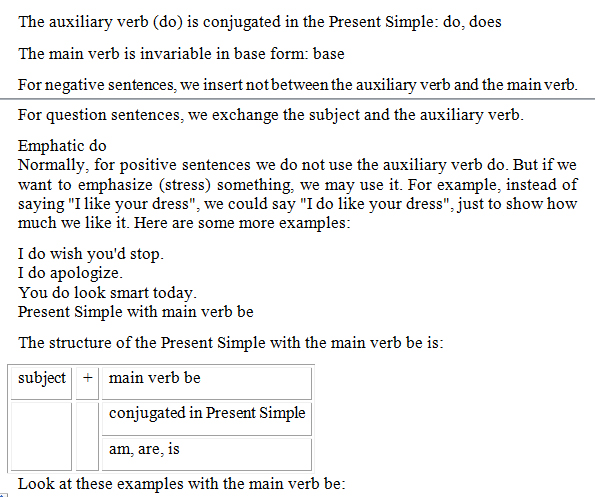 The auxiliary verb (do) is conjugated in the Present Simple: do, does
The main verb is invariable in base form: base
For negative sentences, we insert not between the auxiliary verb and the main verb.
For question sentences, we exchange the subject and the auxiliary verb.
Emphatic do
Normally, for positive sentences we do not use the auxiliary verb do. But if we
want to emphasize (stress) something, we may use it. For example, instead of
saying "I like your dress", we could say "I do like your dress", just to show how
much we like it. Here are some more examples:
I do wish you'd stop.
I do apologize.
You do look smart today.
Present Simple with main verb be
The structure of the Present Simple with the main verb be is:
subject + main verb be
conjugated in Present Simple
am, are, is
Look at these examples with the main verb be: